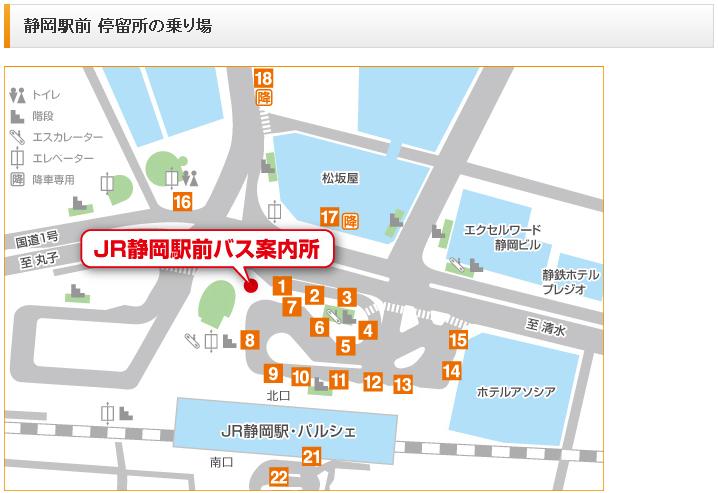 静岡駅前 停留所の乗り場
18
降
トイレ
階段
エスカレーター
エレベーター
降 降車専用
松坂屋
16
17 降
エクセルワード
静岡ビル
国道1号
至 丸子
JR静岡駅前バス案内所
静鉄ホテル
プレジオ
1
2
3
7
6
4
5
8
15
至 清水
9
10
11
12
13
14
北口
ホテルアソシア
JR静岡駅・パルシェ
南口
21
22